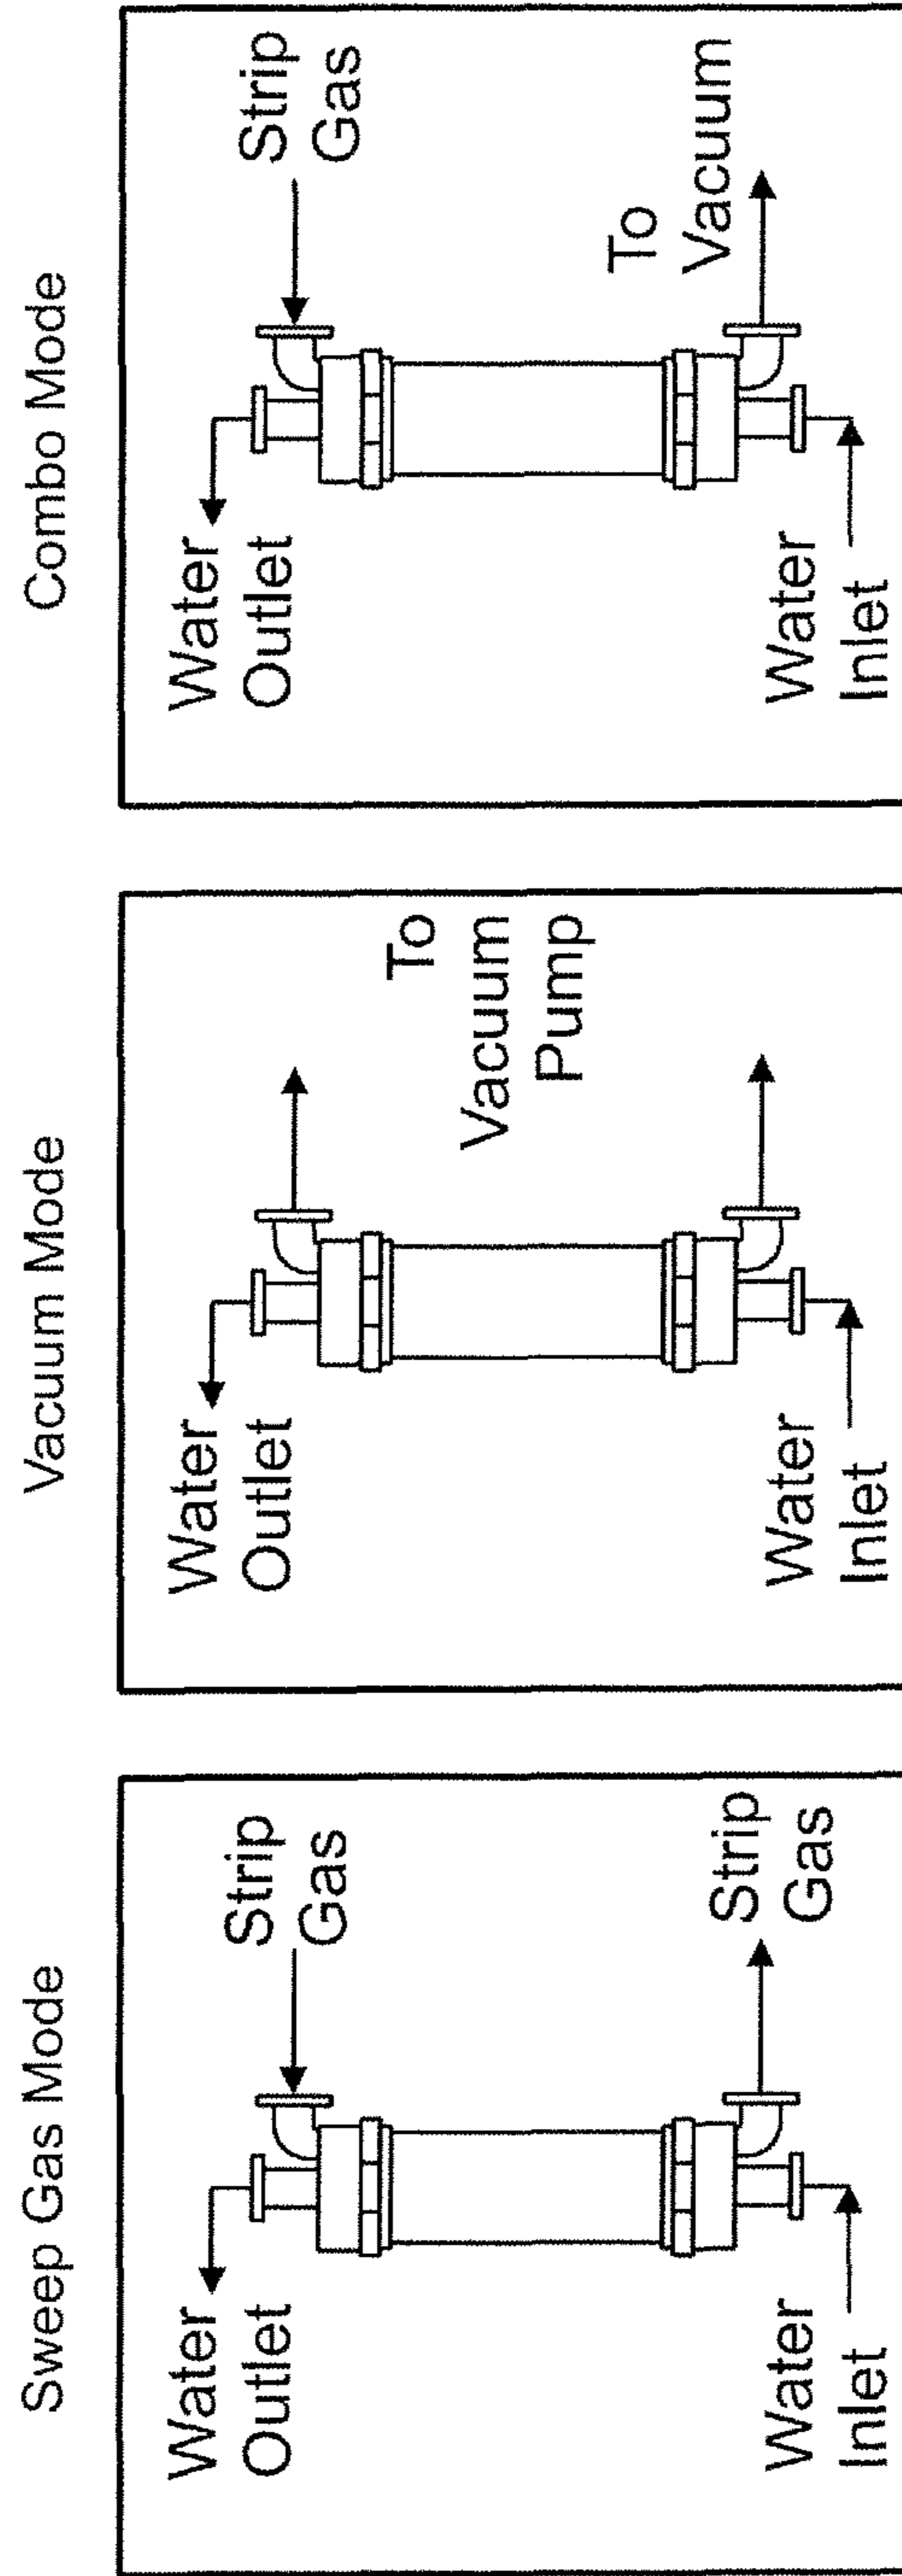 Sweep Gas Mode
Water
Outlet
Strip
Gas
Water
Inlet
Strip
Gas
Vacuum Mode
Water
Outlet
To
Vacuum
Pump
Water
Inlet
Combo Mode
Water
Outlet
Strip
Gas
To
Vacuum
Water
Inlet